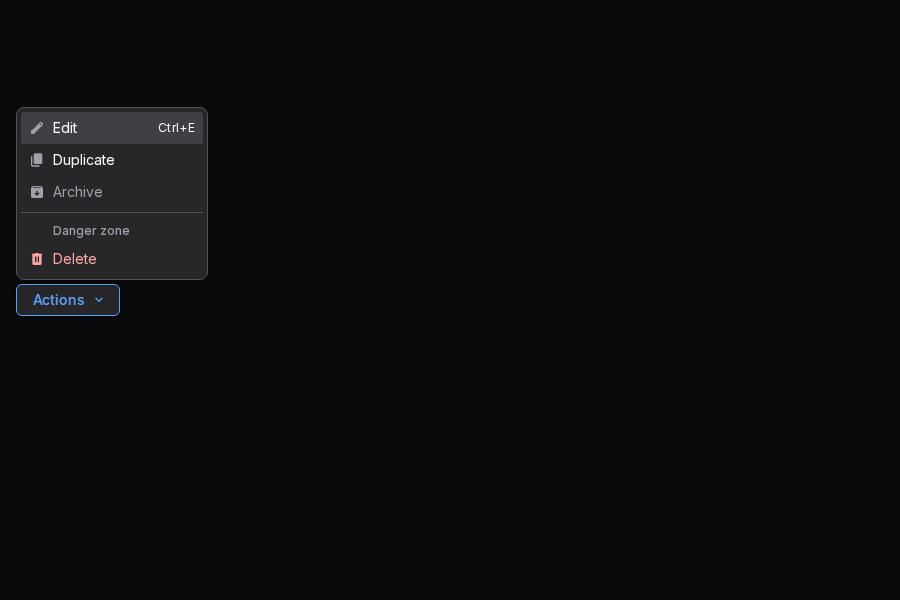 Edit Ctrl+E
Duplicate
Archive
Danger zone
Delete
Actions